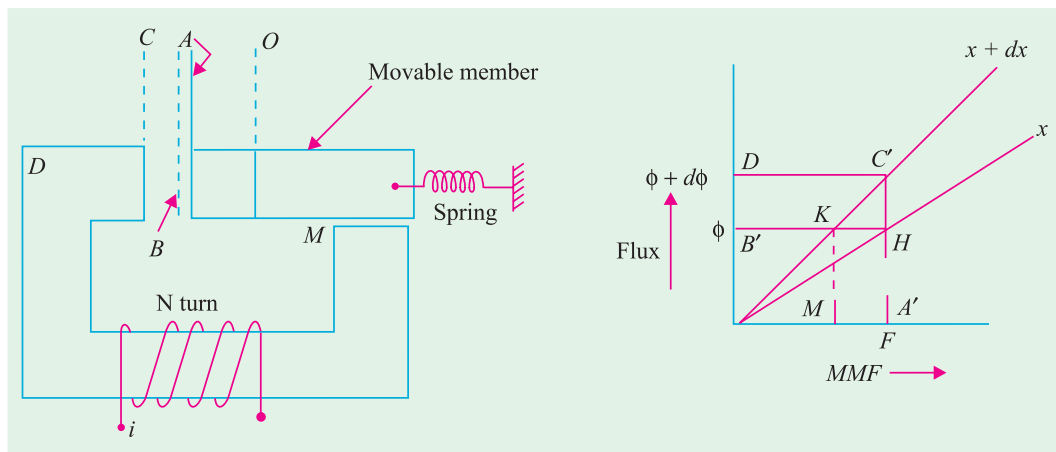 C
A
O
Movable member
D
Spring
B
M
N turn
i
x + dx
x
D
C′
ϕ + dϕ
K
ϕ
B′
H
Flux
M
A′
F
MMF